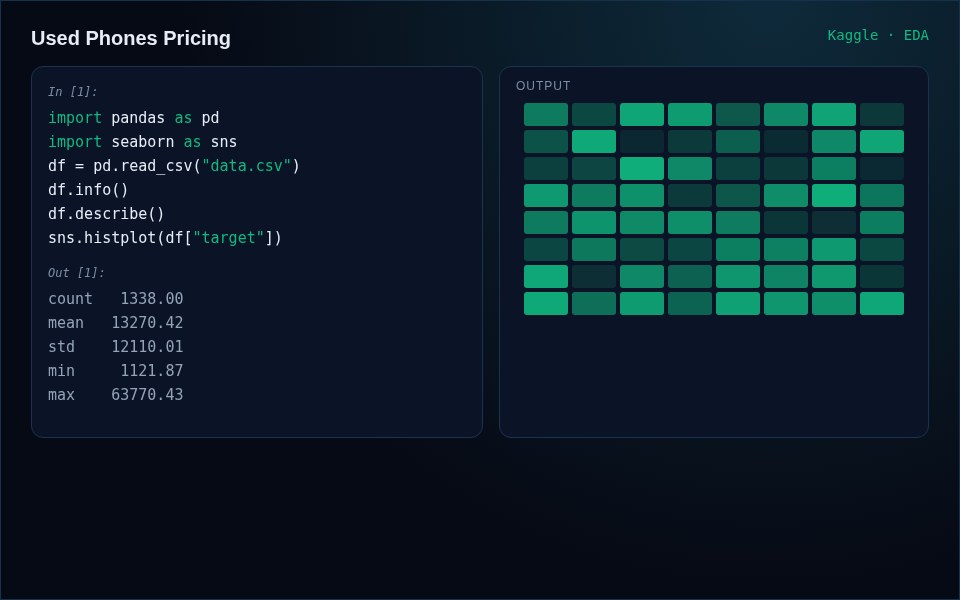 Used Phones Pricing
Kaggle · EDA
In [1]:
import pandas as pd
import seaborn as sns
df = pd.read_csv("data.csv")
df.info()
df.describe()
sns.histplot(df["target"])
Out [1]:
count   1338.00
mean   13270.42
std    12110.01
min     1121.87
max    63770.43
OUTPUT